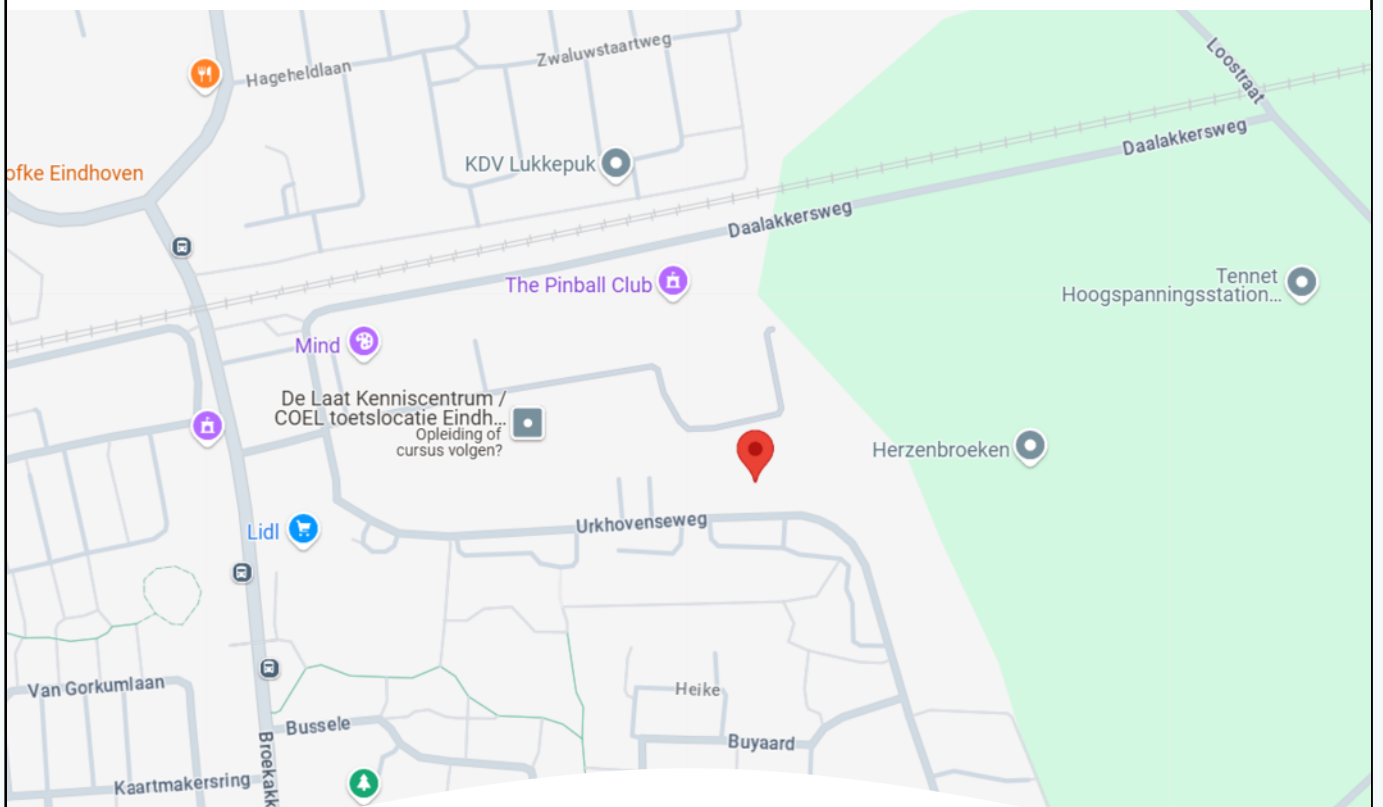 Loostraat
Zwaluwstaartweg
Hageheldlaan
Daalakkersweg
KDV Lukkepuk
ofke Eindhoven
Daalakkersweg
Tennet
Hoogspanningsstation...
The Pinball Club
Mind
De Laat Kenniscentrum /
COEL toetslocatie Eindh...
Opleiding of
cursus volgen?
Herzenbroeken
Urkhovenseweg
Lidl
Van Gorkumlaan
Heike
Bussele
Buyaard
Broekakk
Kaartmakersring